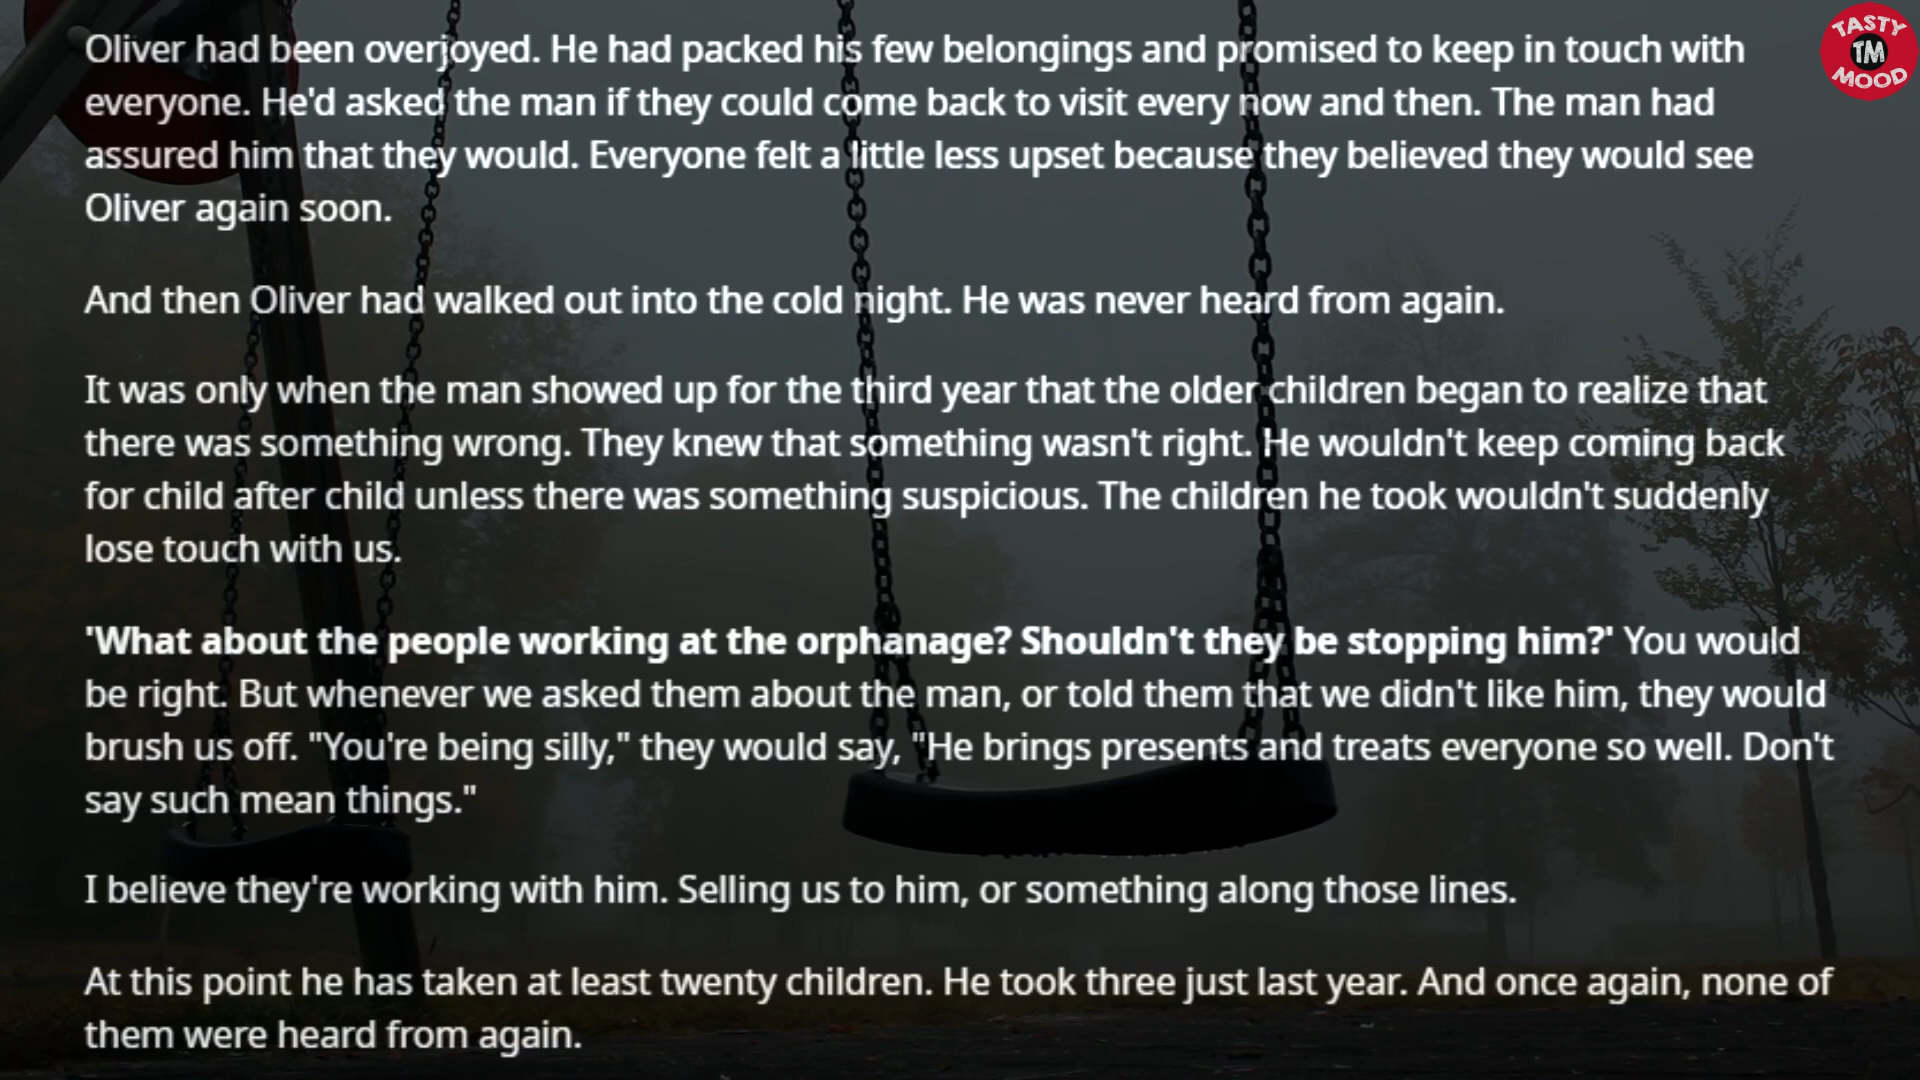 Oliver had been overjoyed. He had packed his few belongings and promised to keep in touch with
everyone. He'd asked the man if they could come back to visit every now and then. The man had
assured him that they would. Everyone felt a little less upset because they believed they would see
Oliver again soon.
And then Oliver had walked out into the cold night. He was never heard from again.
It was only when the man showed up for the third year that the older children began to realize that
there was something wrong. They knew that something wasn't right. He wouldn't keep coming back
for child after child unless there was something suspicious. The children he took wouldn't suddenly
lose touch with us.
'What about the people working at the orphanage? Shouldn't they be stopping him?' You would
be right. But whenever we asked them about the man, or told them that we didn't like him, they would
brush us off. "You're being silly," they would say, "He brings presents and treats everyone so well. Don't
say such mean things."
I believe they're working with him. Selling us to him, or something along those lines.
At this point he has taken at least twenty children. He took three just last year. And once again, none of
them were heard from again.
TASTY
TM
MOOD